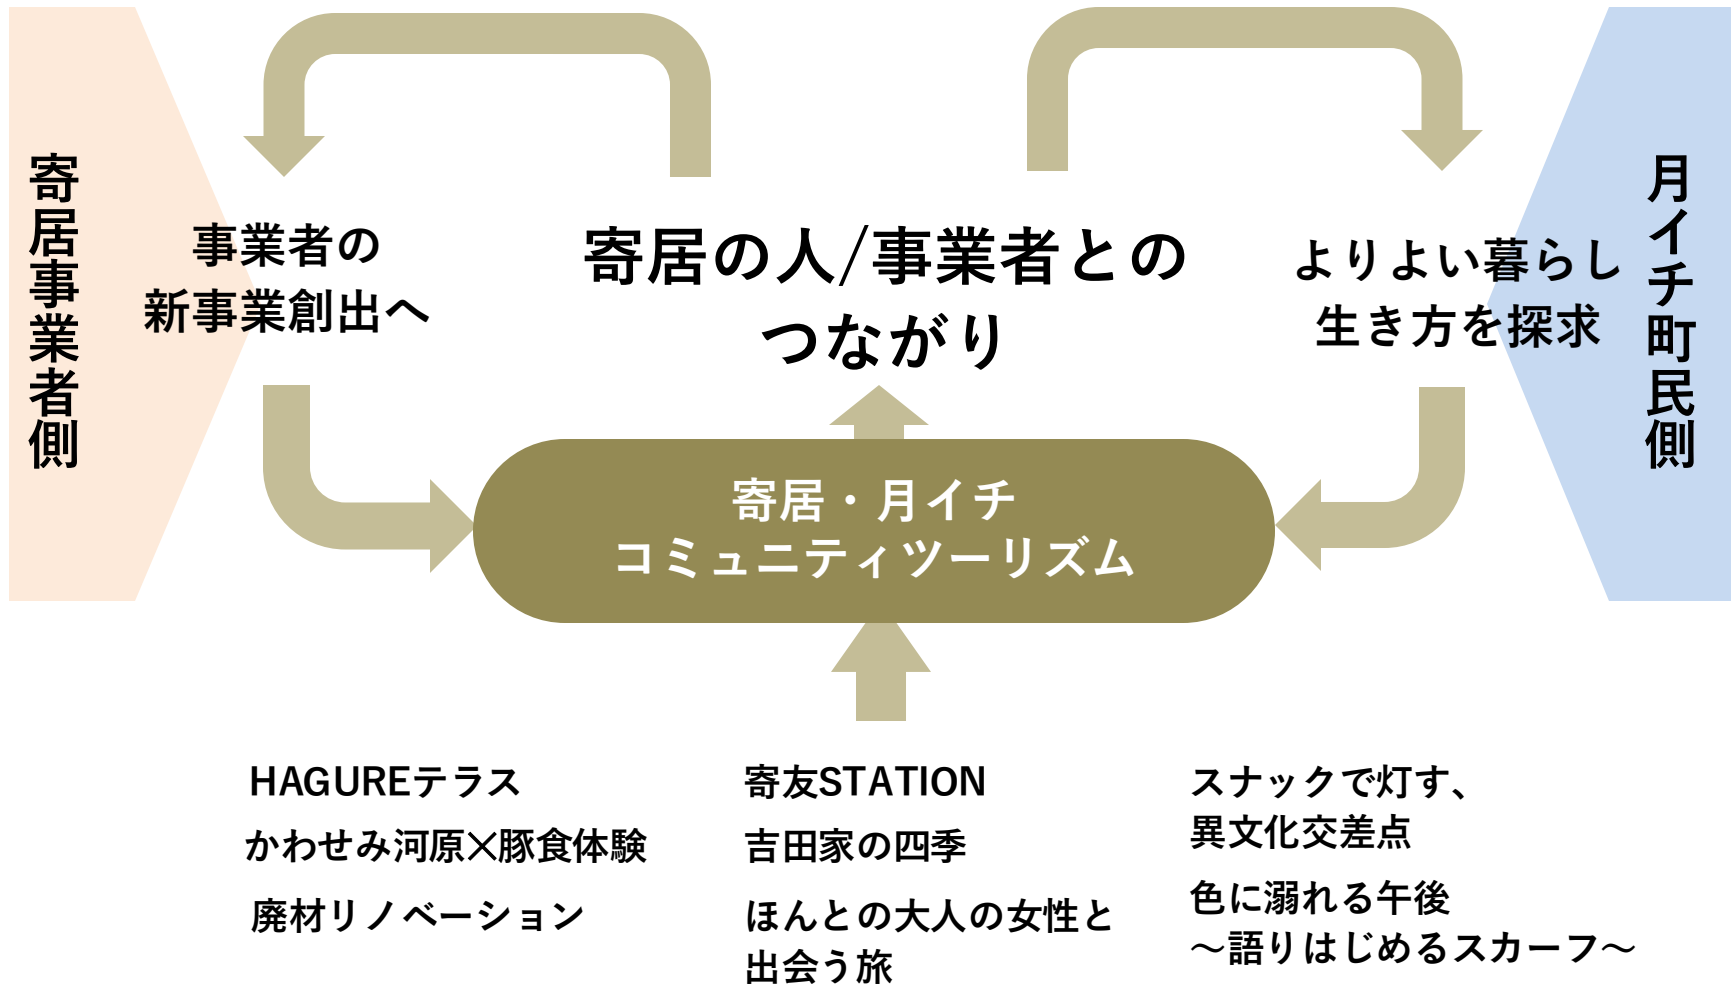 寄居事業者側
事業者の
新事業創出へ
寄居の人/事業者との
つながり
よりよい暮らし
生き方を探求
月イチ町民側
寄居・月イチ
コミュニティツーリズム
HAGUREテラス
かわせみ河原×豚食体験
廃材リノベーション
寄友STATION
吉田家の四季
ほんとの大人の女性と
出会う旅
スナックで灯す、
異文化交差点
色に溺れる午後
〜語りはじめるスカーフ〜